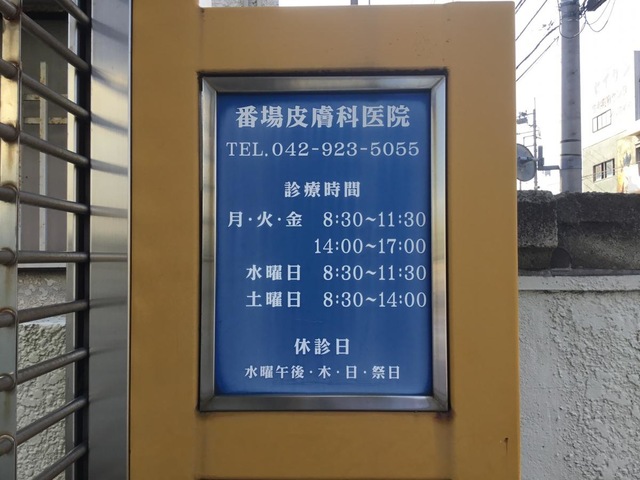 番場皮膚科医院
TEL.042-923-5055
診療時間
月・火・金 8:30~11:30
14:00~17:00
水曜日 8:30~11:30
土曜日 8:30~14:00
休診日
水曜午後・木・日・祭日